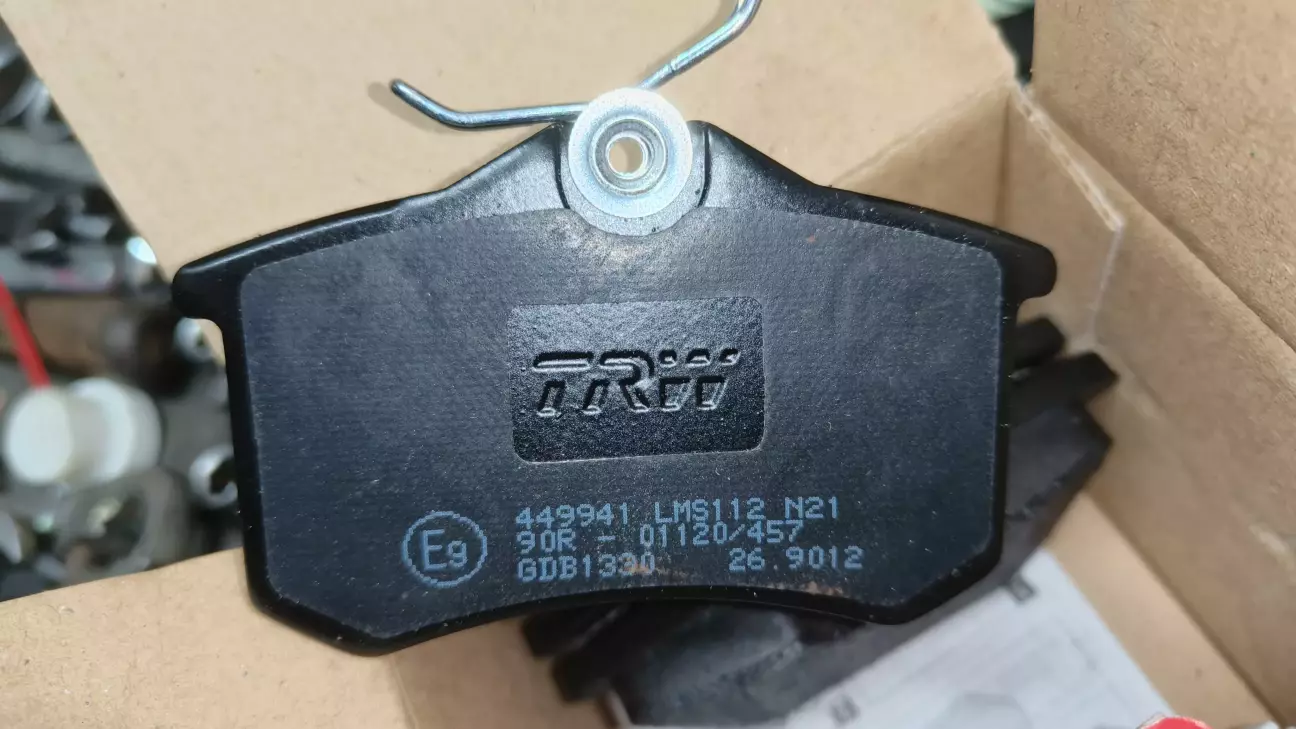 TRW
449941 LMS112 N21
E9 90R - 01120/457
GDB1330 26.9012